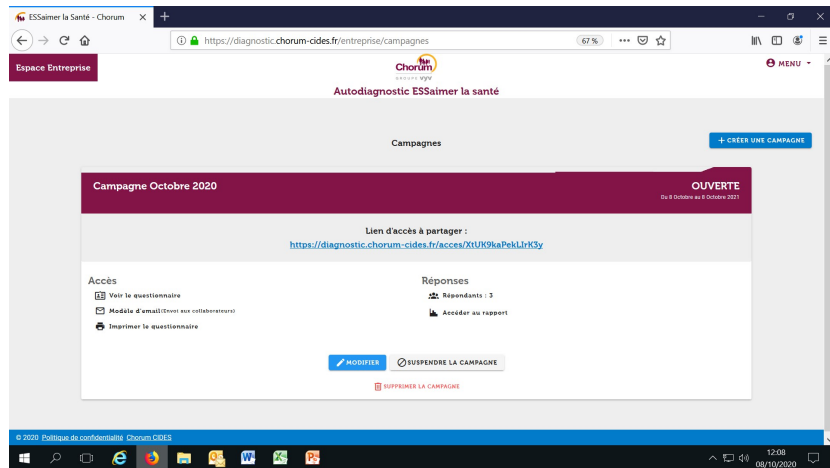 ESSaimer la Santé - Chorum
https://diagnostic.chorum-cides.fr/entreprise/campagnes
67 %
Espace Entreprise
Chorum
GROUPE VYV
MENU
Autodiagnostic ESSaimer la santé
Campagnes
+ CRÉER UNE CAMPAGNE
Campagne Octobre 2020
OUVERTE
Du 8 Octobre au 8 Octobre 2021
Lien d'accès à partager :
https://diagnostic.chorum-cides.fr/acces/XtUK9kaPekLIrK3y
Accès
Réponses
Voir le questionnaire
Répondants : 3
Modèle d'email (Envoi aux collaborateurs)
Accéder au rapport
Imprimer le questionnaire
MODIFIER
SUSPENDRE LA CAMPAGNE
SUPPRIMER LA CAMPAGNE
© 2020 Politique de confidentialité Chorum CIDES
12:08
08/10/2020